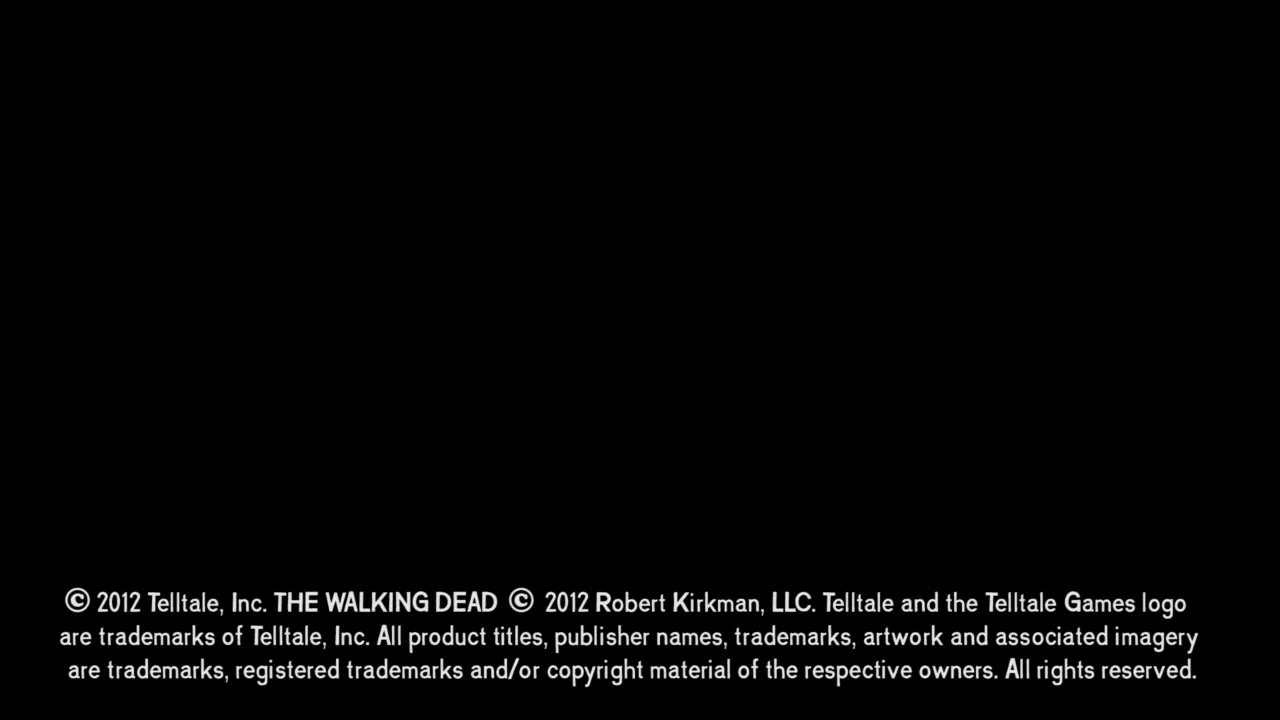 © 2012 Telltale, Inc. THE WALKING DEAD © 2012 Robert Kirkman, LLC. Telltale and the Telltale Games logo
are trademarks of Telltale, Inc. All product titles, publisher names, trademarks, artwork and associated imagery
are trademarks, registered trademarks and/or copyright material of the respective owners. All rights reserved.